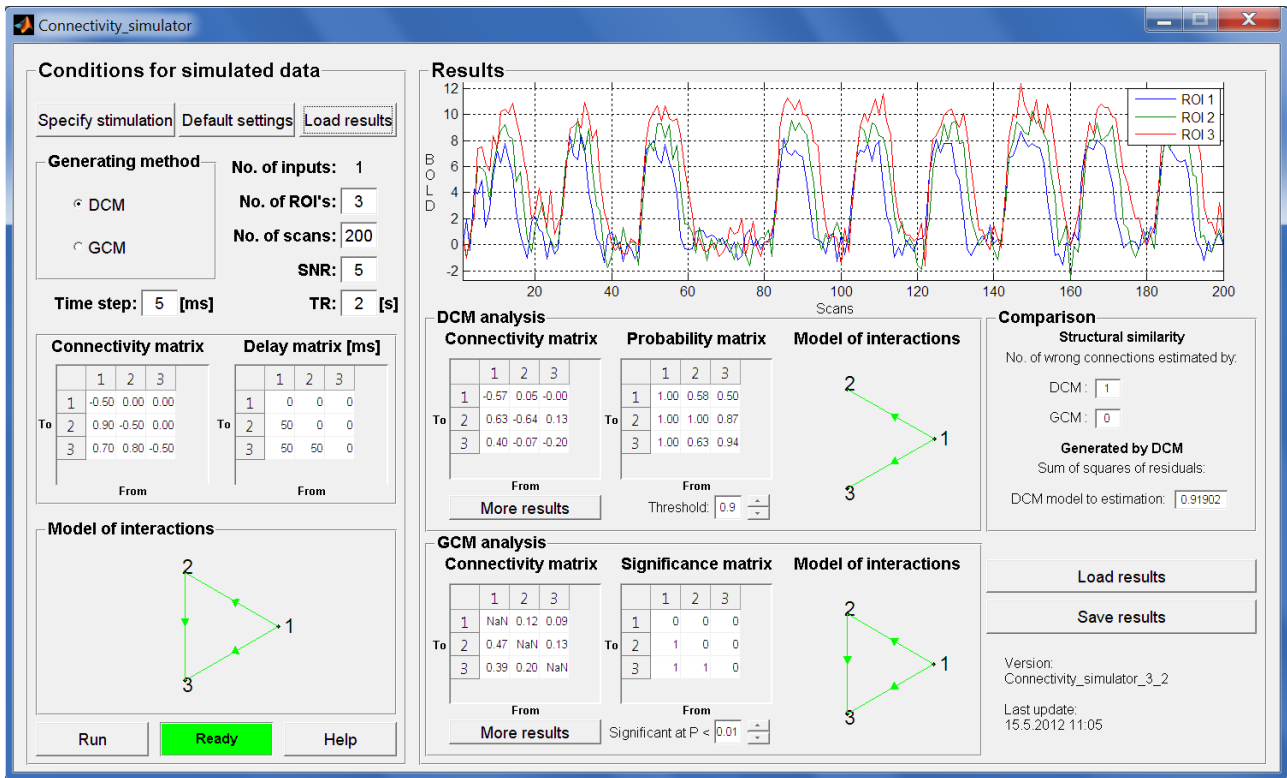 Connectivity_simulator
Conditions for simulated data
Specify stimulation Default settings Load results
Generating method
DCM
GCM
No. of inputs: 1
No. of ROI's: 3
No. of scans: 200
SNR: 5
Time step: 5 [ms] TR: 2 [s]
Connectivity matrix
1 2 3
1 -0.50 0.00 0.00
To 2 0.90 -0.50 0.00
3 0.70 0.80 -0.50
From
Delay matrix [ms]
1 2 3
1 0 0 0
To 2 50 0 0
3 50 50 0
From
Model of interactions
2
1
3
Run Ready Help
Results
BOLD
12
10
8
6
4
2
0
-2
20 40 60 80 100 120 140 160 180 200
Scans
ROI 1
ROI 2
ROI 3
DCM analysis
Connectivity matrix
1 2 3
1 -0.57 0.05 -0.00
To 2 0.63 -0.64 0.13
3 0.40 -0.07 -0.20
From
More results
Probability matrix
1 2 3
1 1.00 0.58 0.50
To 2 1.00 1.00 0.87
3 1.00 0.63 0.94
From
Threshold: 0.9
Model of interactions
2
1
3
Comparison
Structural similarity
No. of wrong connections estimated by:
DCM : 1
GCM : 0
Generated by DCM
Sum of squares of residuals:
DCM model to estimation: 0.91902
GCM analysis
Connectivity matrix
1 2 3
1 NaN 0.12 0.09
To 2 0.47 NaN 0.13
3 0.39 0.20 NaN
From
More results
Significance matrix
1 2 3
1 0 0 0
To 2 1 0 0
3 1 1 0
From
Significant at P < 0.01
Model of interactions
2
1
3
Load results
Save results
Version:
Connectivity_simulator_3_2
Last update:
15.5.2012 11:05